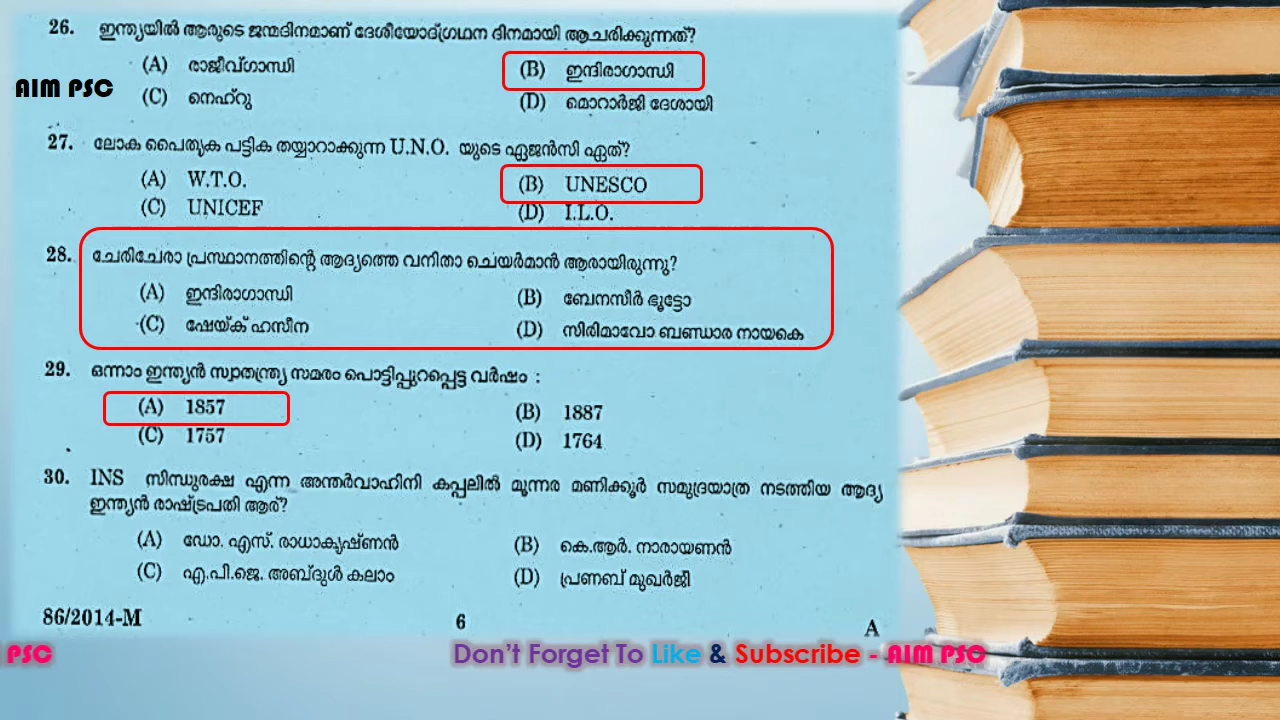 26. ഇന്ത്യയിൽ ആരുടെ ജന്മദിനമാണ് ദേശീയോദ്ഗ്രഥന ദിനമായി ആചരിക്കുന്നത്?
(A) രാജീവ്ഗാന്ധി (B) ഇന്ദിരാഗാന്ധി
AIM PSC
(C) നെഹ്റു (D) മൊറാർജി ദേശായി
27. ലോക പൈതൃക പട്ടിക തയ്യാറാക്കുന്ന U.N.O. യുടെ ഏജൻസി ഏത്?
(A) W.T.O. (B) UNESCO
(C) UNICEF (D) I.L.O.
28. ചേരിചേരാ പ്രസ്ഥാനത്തിന്റെ ആദ്യത്തെ വനിതാ ചെയർമാൻ ആരായിരുന്നു?
(A) ഇന്ദിരാഗാന്ധി (B) ബേനസീർ ഭൂട്ടോ
(C) ഷേയ്ക് ഹസീന (D) സിരിമാവോ ബണ്ഡാര നായകെ
29. ഒന്നാം ഇന്ത്യൻ സ്വാതന്ത്ര്യ സമരം പൊട്ടിപ്പുറപ്പെട്ട വർഷം :
(A) 1857 (B) 1887
(C) 1757 (D) 1764
30. INS സിന്ധുരക്ഷ എന്ന അന്തർവാഹിനി കപ്പലിൽ മൂന്നര മണിക്കൂർ സമുദ്രയാത്ര നടത്തിയ ആദ്യ
ഇന്ത്യൻ രാഷ്ട്രപതി ആര്?
(A) ഡോ. എസ്. രാധാകൃഷ്ണൻ (B) കെ.ആർ. നാരായണൻ
(C) എ.പി.ജെ. അബ്ദുൾ കലാം (D) പ്രണബ് മുഖർജി
86/2014-M 6 A
PSC Don't Forget To Like & Subscribe - AIM PSC